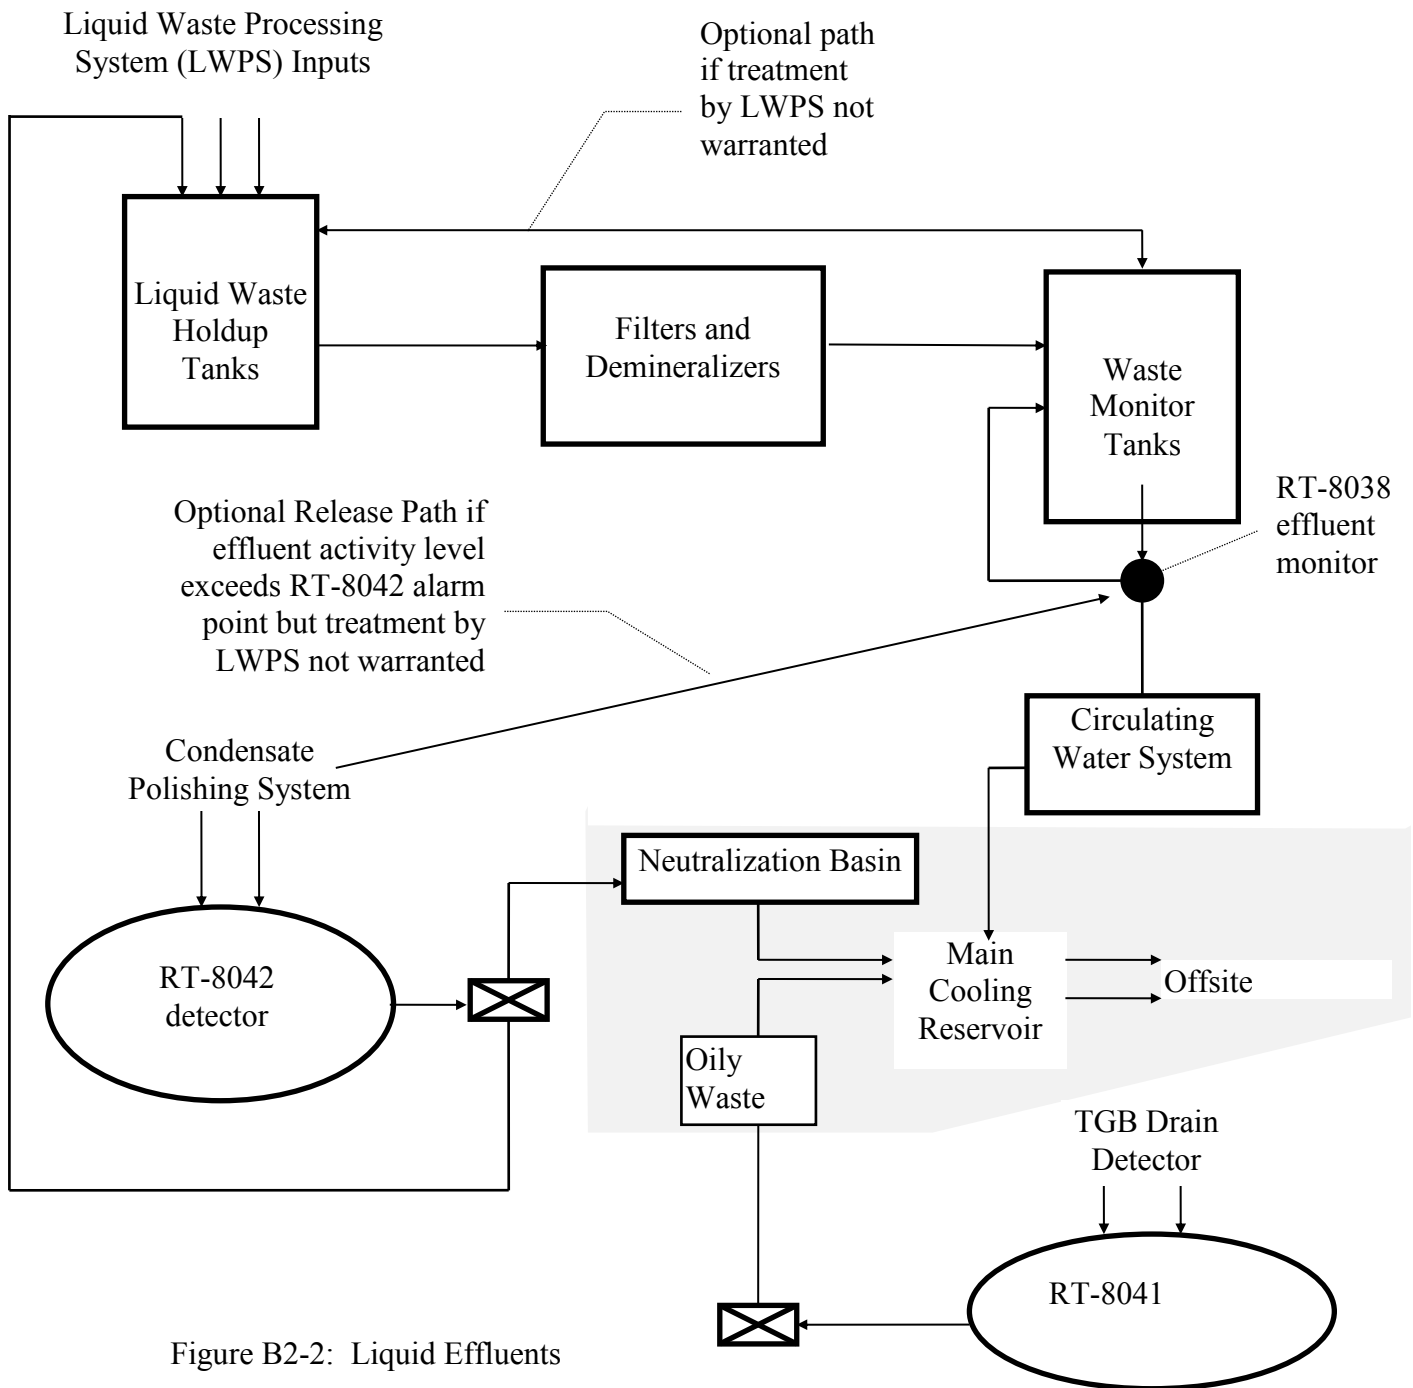 Liquid Waste Processing
System (LWPS) Inputs
Optional path
if treatment
by LWPS not
warranted
Liquid Waste
Holdup
Tanks
Filters and
Demineralizers
Waste
Monitor
Tanks
RT-8038
effluent
monitor
Optional Release Path if
effluent activity level
exceeds RT-8042 alarm
point but treatment by
LWPS not warranted
Circulating
Water System
Condensate
Polishing System
Neutralization Basin
RT-8042
detector
Main
Cooling
Reservoir
Offsite
Oily
Waste
TGB Drain
Detector
RT-8041
Figure B2-2:  Liquid Effluents